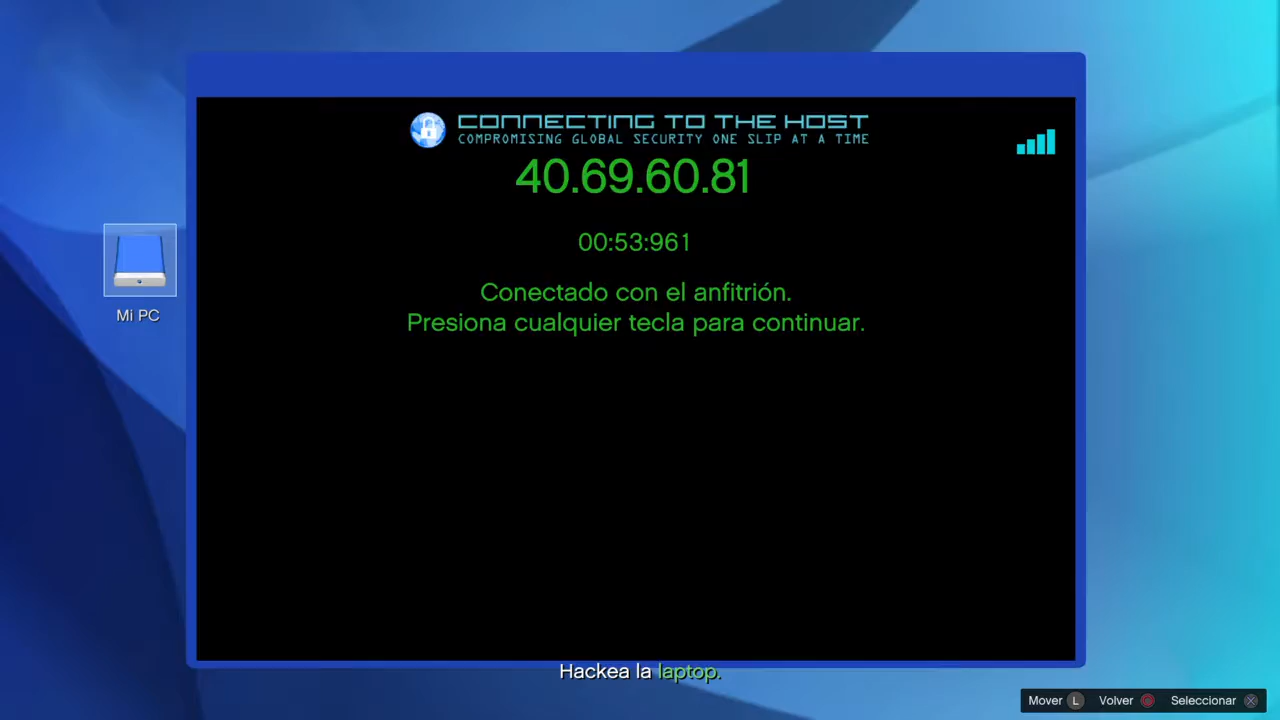 CONNECTING TO THE HOST
COMPROMISING GLOBAL SECURITY ONE SLIP AT A TIME
40.69.60.81
00:53:961
Conectado con el anfitrión.
Presiona cualquier tecla para continuar.
Mi PC
Hackea la laptop.
Mover L Volver Seleccionar